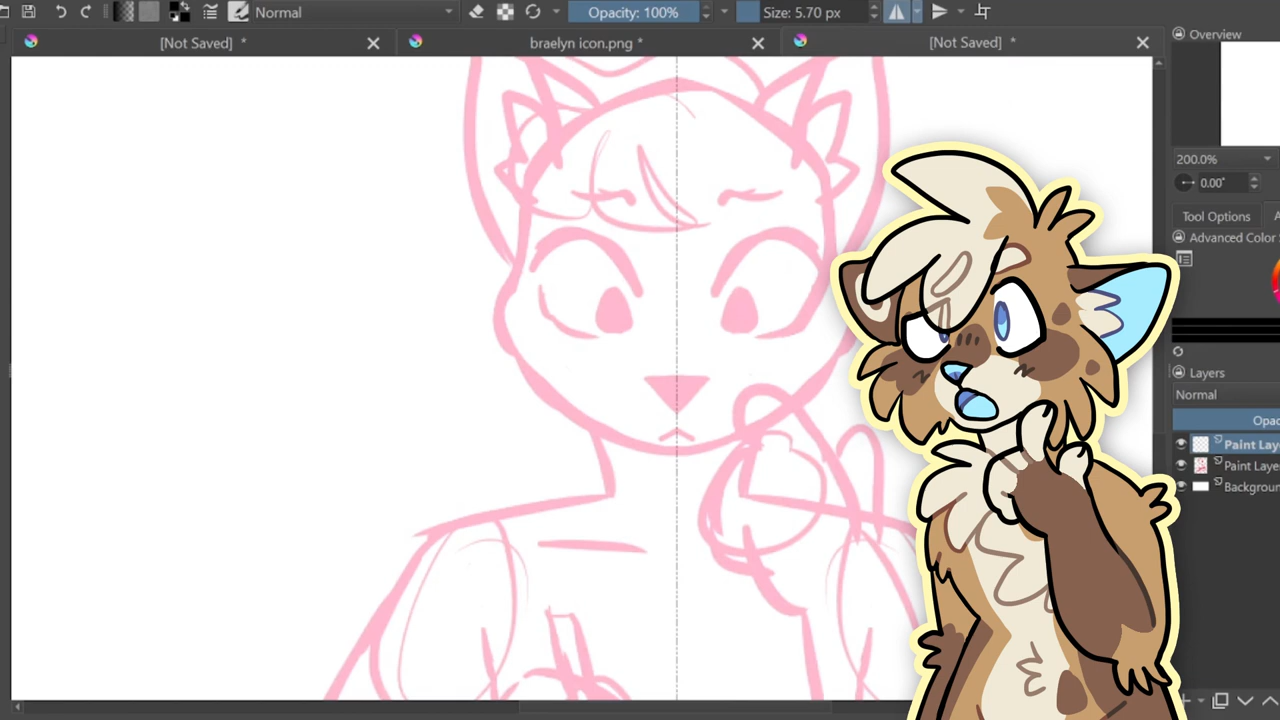 Normal
Opacity: 100%
Size: 5.70 px
[Not Saved] *
braelyn icon.png *
[Not Saved] *
Overview
200.0%
0.00°
Tool Options
Advanced Color
Layers
Normal
Opac
Paint Lay
Paint Laye
Backgroun